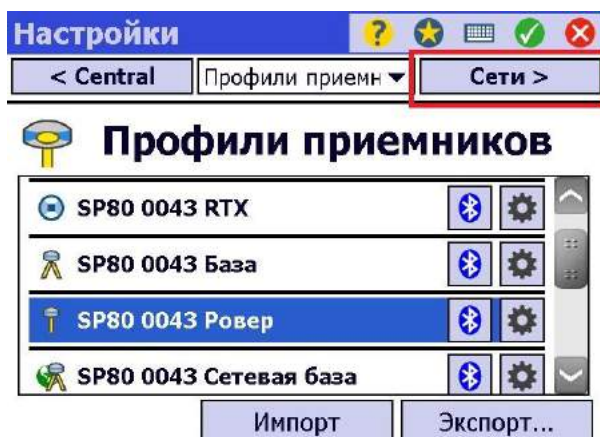 Настройки ?
< Central Профили приемн Сети >
Профили приемников
SP80 0043 RTX
SP80 0043 База
SP80 0043 Ровер
SP80 0043 Сетевая база
Импорт Экспорт...